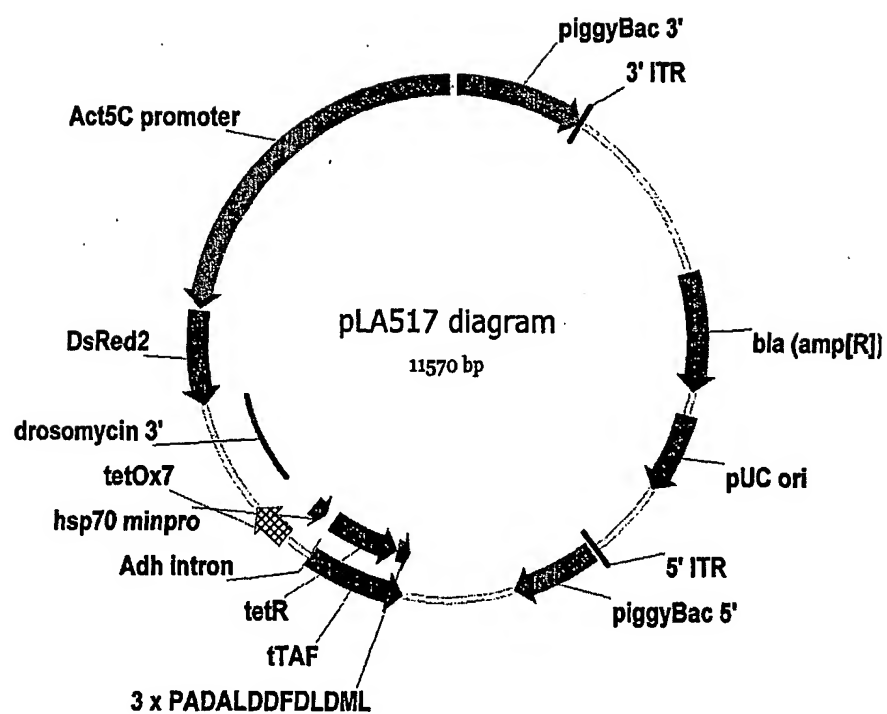 piggyBac 3'
3' ITR
Act5C promoter
pLA517 diagram
11570 bp
DsRed2
bla (amp[R])
drosomycin 3'
tetOx7
pUC ori
hsp70 minpro
Adh intron
5' ITR
tetR
piggyBac 5'
tTAF
3 x PADALDDFDLDML